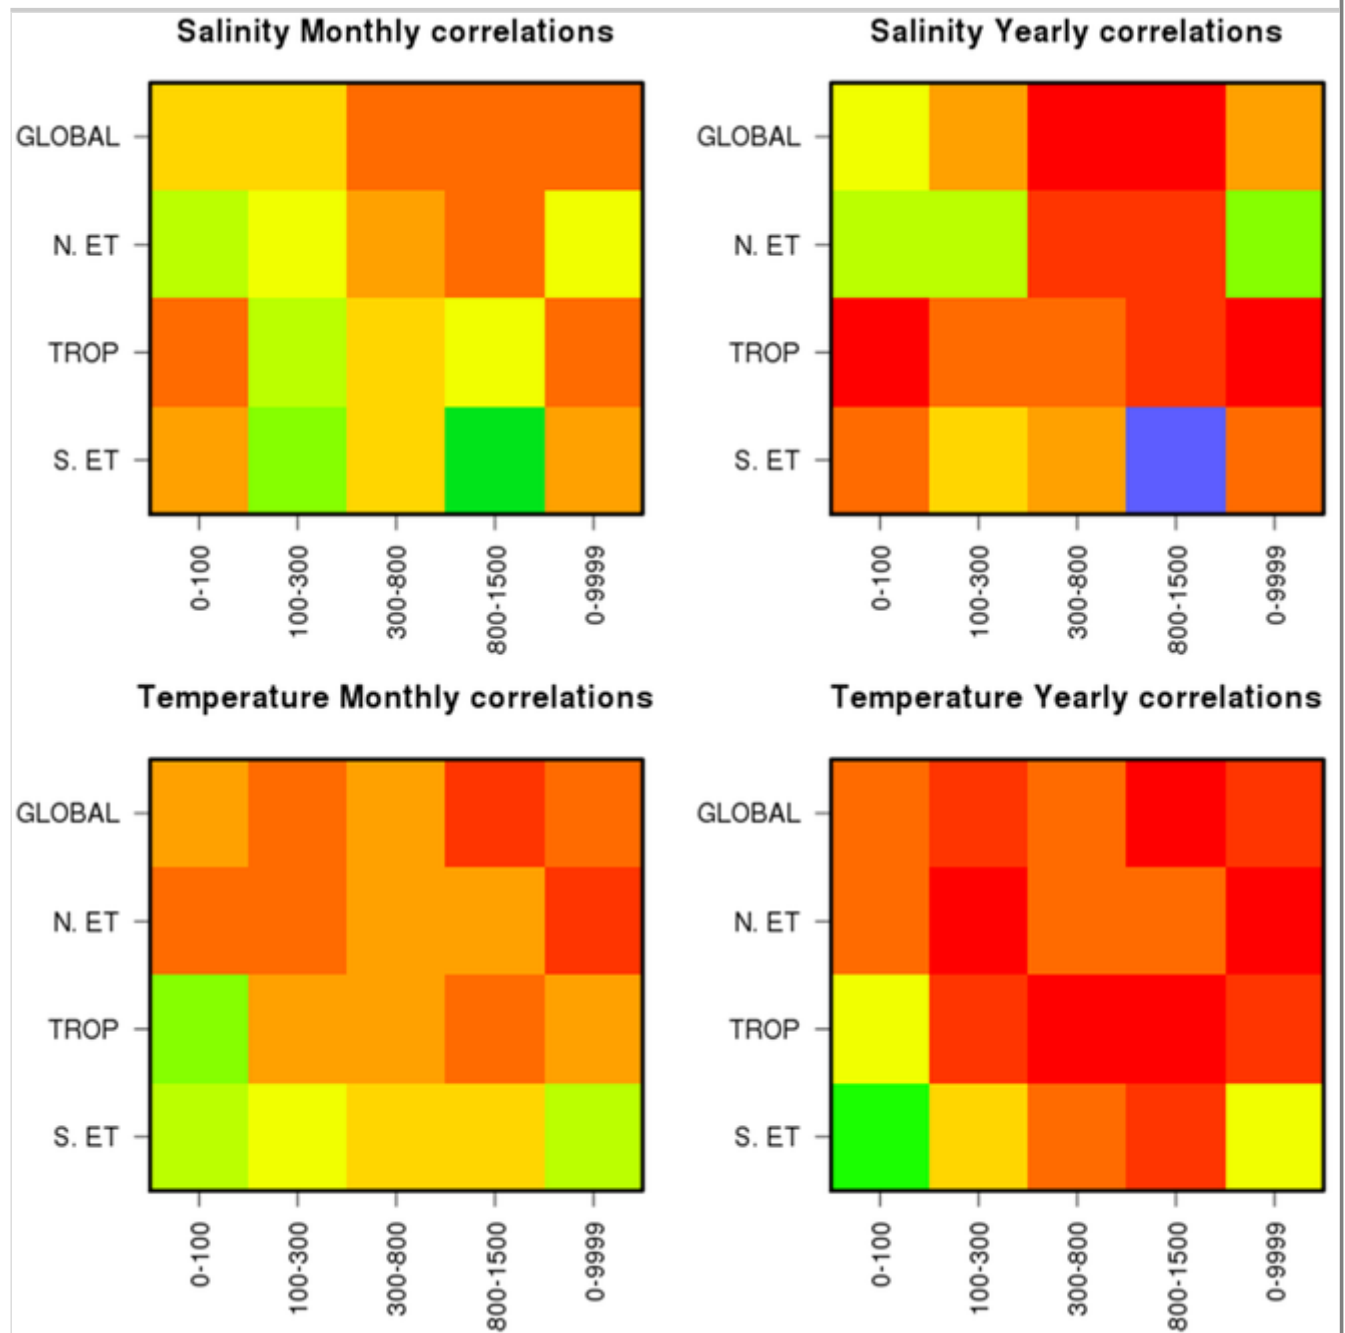 Salinity Monthly correlations
GLOBAL
N. ET
TROP
S. ET
0-100
100-300
300-800
800-1500
0-9999
Salinity Yearly correlations
GLOBAL
N. ET
TROP
S. ET
0-100
100-300
300-800
800-1500
0-9999
Temperature Monthly correlations
GLOBAL
N. ET
TROP
S. ET
0-100
100-300
300-800
800-1500
0-9999
Temperature Yearly correlations
GLOBAL
N. ET
TROP
S. ET
0-100
100-300
300-800
800-1500
0-9999